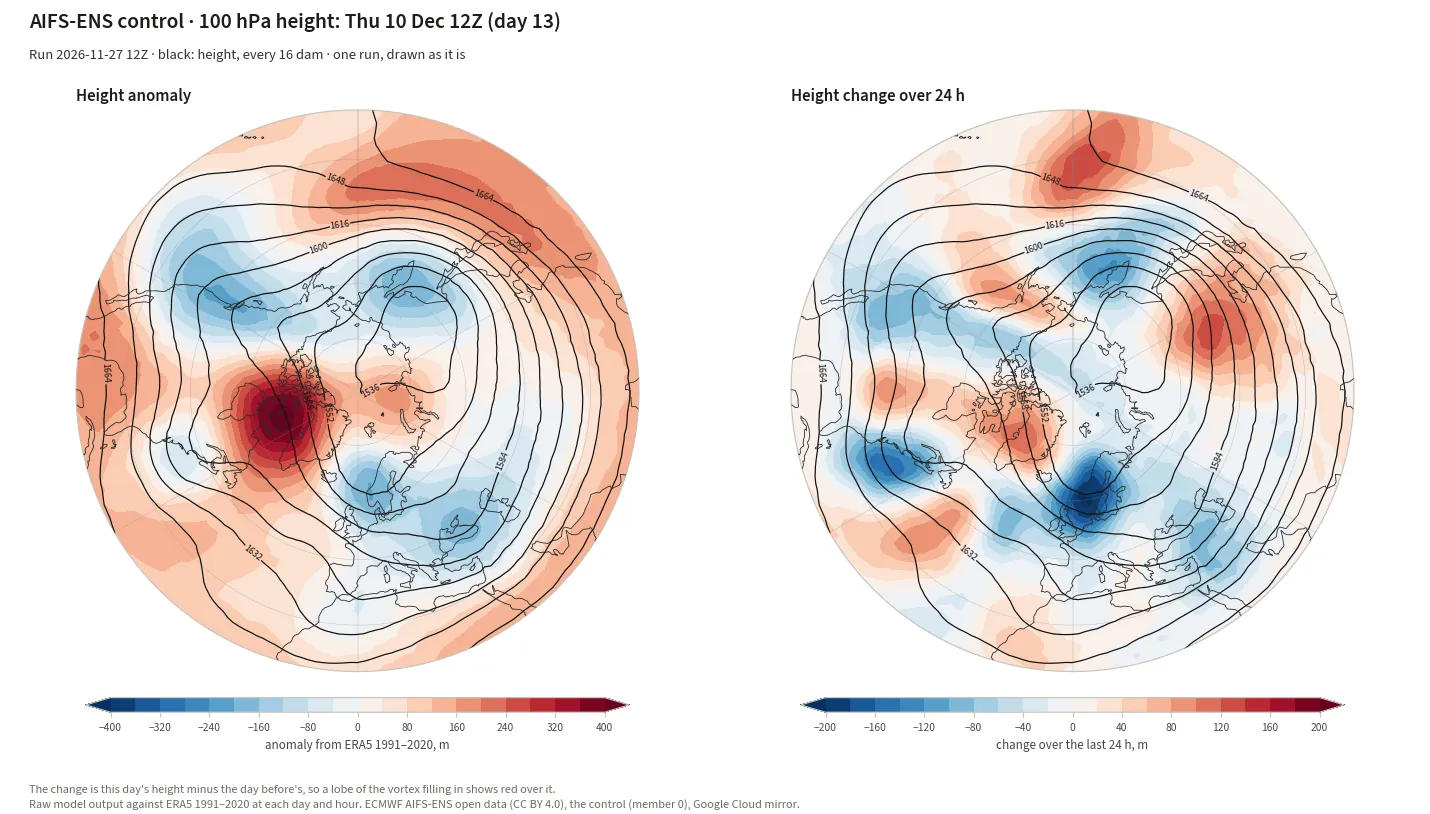 AIFS-ENS control · 100 hPa height: Thu 10 Dec 12Z (day 13)
Run 2026-11-27 12Z · black: height, every 16 dam · one run, drawn as it is
Height anomaly
Height change over 24 h
1648
1664
1616
1600
1664
1536
1552
1584
1632
1648
1664
1616
1600
1664
1536
1552
1584
1632
−400 −320 −240 −160 −80 0 80 160 240 320 400
anomaly from ERA5 1991–2020, m
−200 −160 −120 −80 −40 0 40 80 120 160 200
change over the last 24 h, m
The change is this day's height minus the day before's, so a lobe of the vortex filling in shows red over it.
Raw model output against ERA5 1991–2020 at each day and hour. ECMWF AIFS-ENS open data (CC BY 4.0), the control (member 0), Google Cloud mirror.